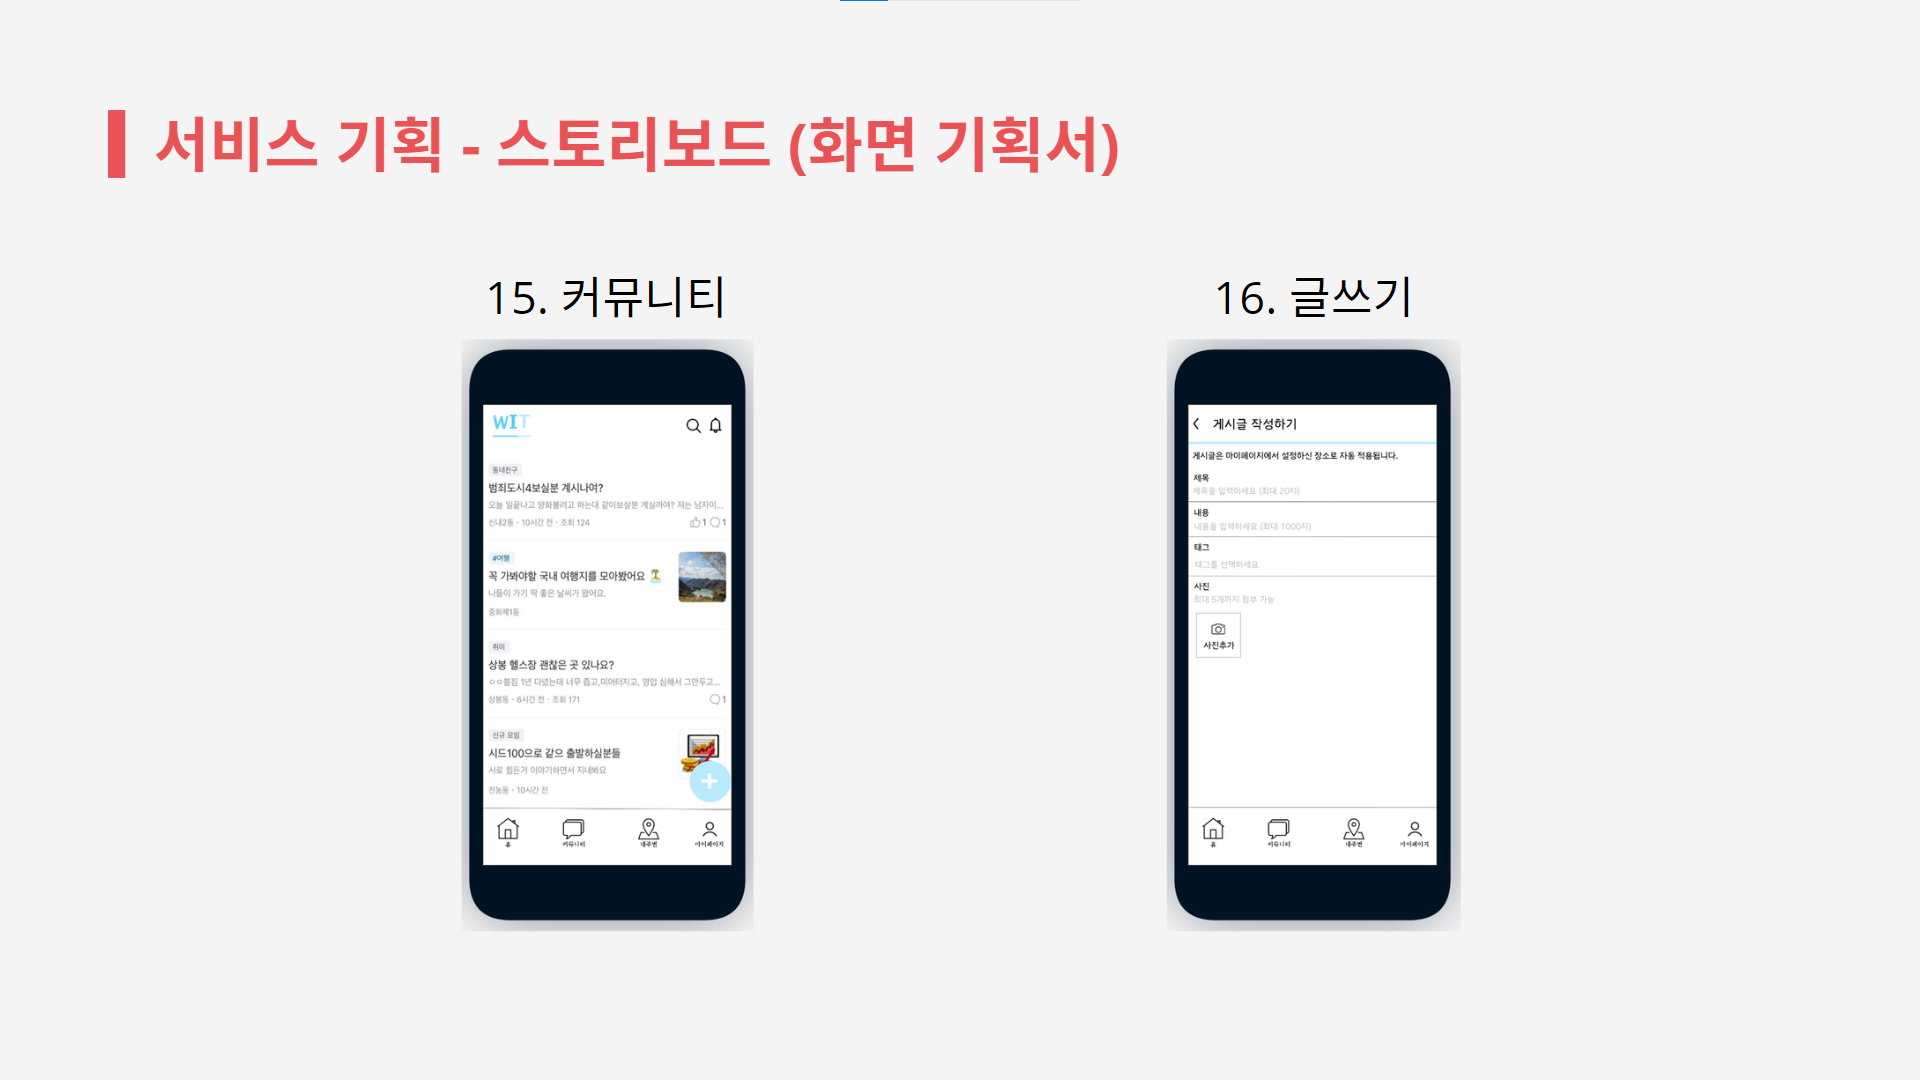 서비스 기획 - 스토리보드 (화면 기획서)
15. 커뮤니티
WIT
동네친구
범죄도시4보실분 계시나여?
오늘 일끝나고 양화볼려고 하는대 같이보살분 계실까여? 저는 남자이...
신내2동 · 10시간 전 · 조회 124
1 1
#여행
꼭 가봐야할 국내 여행지를 모아봤어요
나들이 가기 딱 좋은 날씨가 왔어요.
중화제1동
취미
상봉 헬스장 괜찮은 곳 있나요?
ㅇㅇ블짐 1년 다녔는데 너무 좁고,미어터지고, 영업 심해서 그만두고...
상봉동 · 6시간 전 · 조회 171
1
신규 모임
시드100으로 같으 출발하실분들
서로 힘든거 이야기하면서 지내봐요
전농동 · 10시간 전
홈
커뮤니티
내주변
마이페이지
16. 글쓰기
게시글 작성하기
게시글은 마이페이지에서 설정하신 장소로 자동 적용됩니다.
제목
제목을 입력하세요 (최대 20자)
내용
내용을 입력하세요 (최대 1000자)
태그
태그를 선택하세요
사진
최대 5개까지 첨부 가능
사진추가
홈
커뮤니티
내주변
마이페이지